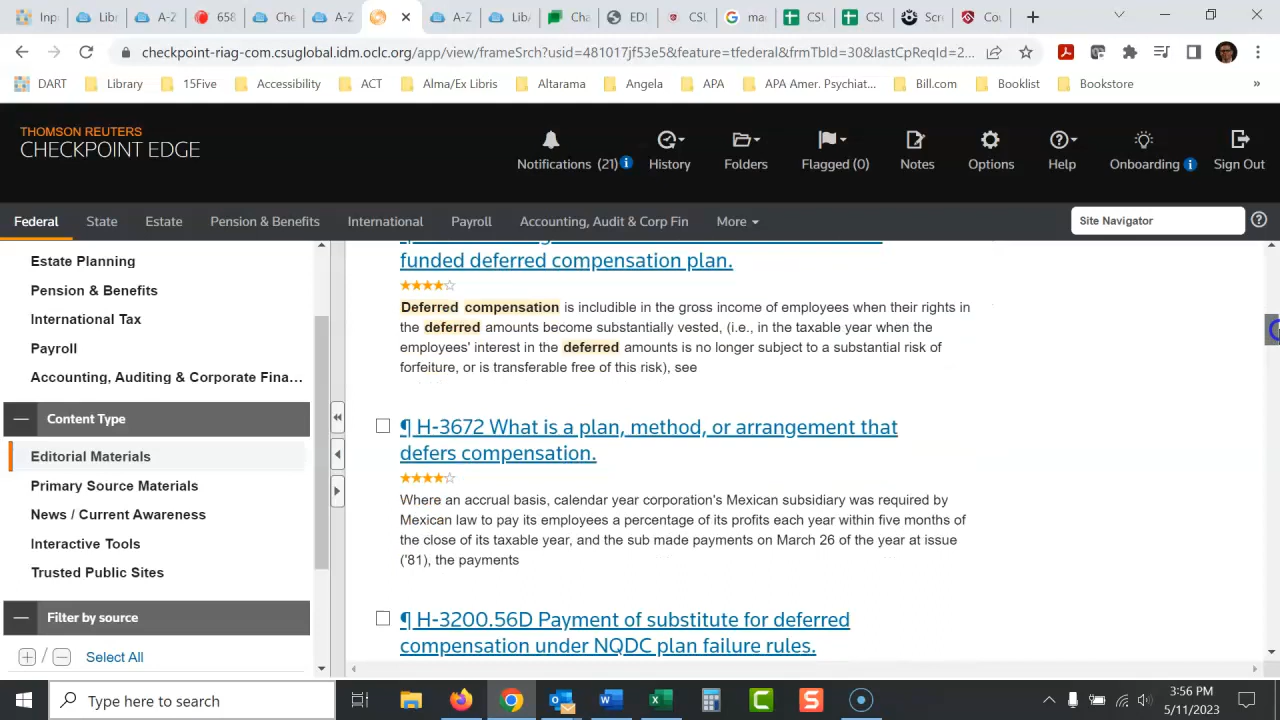 Inp
Lib
A-Z
658
Che
A-Z
A-Z
Lib
Cha
EDI
CSU
ma
CSU
CSU
Scr
Cou
checkpoint-riag-com.csuglobal.idm.oclc.org/app/view/frameSrch?usid=481017jf53e5&feature=tfederal&frmTbId=30&lastCpReqId=2...
DART
Library
15Five
Accessibility
ACT
Alma/Ex Libris
Altarama
Angela
APA
APA Amer. Psychiat...
Bill.com
Booklist
Bookstore
»
THOMSON REUTERS
CHECKPOINT EDGE
Notifications (21)
History
Folders
Flagged (0)
Notes
Options
Help
Onboarding
Sign Out
Federal
State
Estate
Pension & Benefits
International
Payroll
Accounting, Audit & Corp Fin
More
Site Navigator
Estate Planning
Pension & Benefits
International Tax
Payroll
Accounting, Auditing & Corporate Fina...
Content Type
Editorial Materials
Primary Source Materials
News / Current Awareness
Interactive Tools
Trusted Public Sites
Filter by source
/
Select All
funded deferred compensation plan.
Deferred compensation is includible in the gross income of employees when their rights in
the deferred amounts become substantially vested, (i.e., in the taxable year when the
employees' interest in the deferred amounts is no longer subject to a substantial risk of
forfeiture, or is transferable free of this risk), see
¶ H-3672 What is a plan, method, or arrangement that
defers compensation.
Where an accrual basis, calendar year corporation's Mexican subsidiary was required by
Mexican law to pay its employees a percentage of its profits each year within five months of
the close of its taxable year, and the sub made payments on March 26 of the year at issue
('81), the payments
¶ H-3200.56D Payment of substitute for deferred
compensation under NQDC plan failure rules.
Type here to search
3:56 PM
5/11/2023